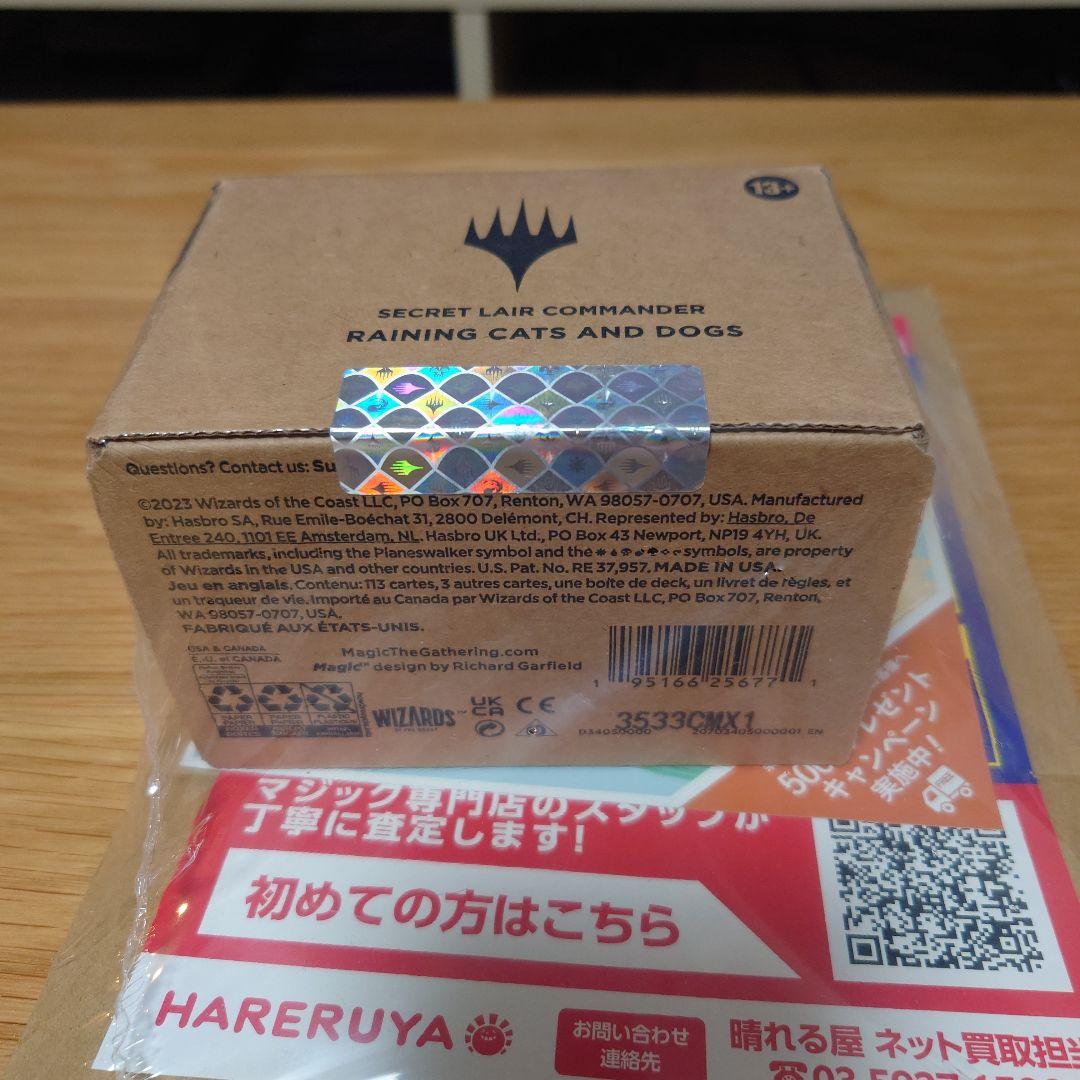 13+
SECRET LAIR COMMANDER
RAINING CATS AND DOGS
Questions? Contact us: Su
©2023 Wizards of the Coast LLC, PO Box 707, Renton, WA 98057-0707, USA. Manufactured
by: Hasbro SA, Rue Emile-Boéchat 31, 2800 Delémont, CH. Represented by: Hasbro, De
Entree 240, 1101 EE Amsterdam, NL. Hasbro UK Ltd., PO Box 43 Newport, NP19 4YH, UK.
All trademarks, including the Planeswalker symbol and the symbols, are property
of Wizards in the USA and other countries. U.S. Pat. No. RE 37,957. MADE IN USA.
Jeu en anglais. Contenu: 113 cartes, 3 autres cartes, une boîte de deck, un livret de règles, et
un traqueur de vie. Importé au Canada par Wizards of the Coast LLC, PO Box 707, Renton,
WA 98057-0707, USA.
FABRIQUÉ AUX ÉTATS-UNIS.
USA & CANADA
É.-U. et CANADA
MagicTheGathering.com
Magic™ design by Richard Garfield
1 95166 25677 1
WIZARDS™
UK CA CE
3533CMX1
D34050000 20703405000001 EN
レゼント
キャンペーン
実施中!
マジック専門店のスタッフが
丁寧に査定します!
初めての方はこちら
HARERUYA
お問い合わせ
連絡先
晴れる屋 ネット買取担当